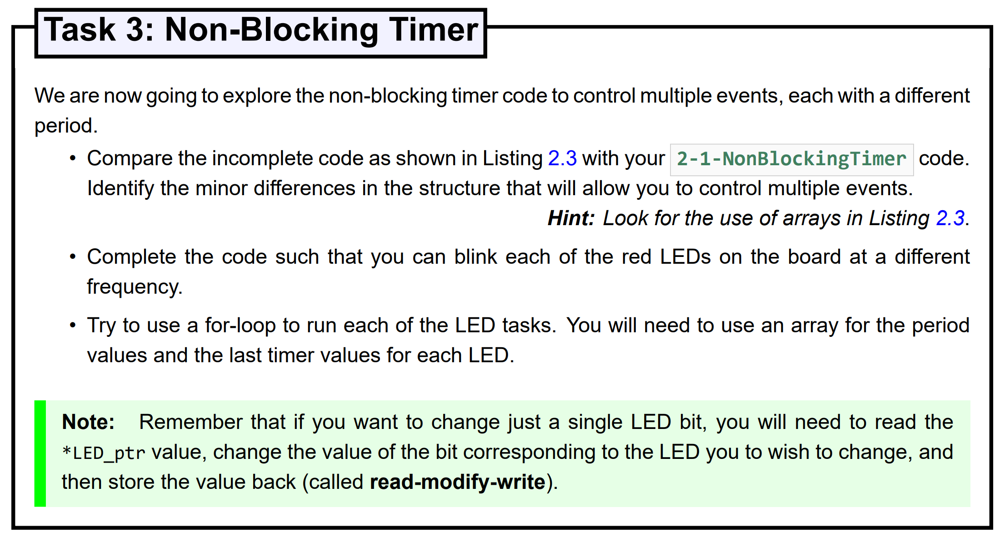 Task 3: Non-Blocking Timer
We are now going to explore the non-blocking timer code to control multiple events, each with a different
period.
• Compare the incomplete code as shown in Listing 2.3 with your 2-1-NonBlockingTimer code.
Identify the minor differences in the structure that will allow you to control multiple events.
Hint: Look for the use of arrays in Listing 2.3.
• Complete the code such that you can blink each of the red LEDs on the board at a different
frequency.
• Try to use a for-loop to run each of the LED tasks. You will need to use an array for the period
values and the last timer values for each LED.
Note: Remember that if you want to change just a single LED bit, you will need to read the
*LED_ptr value, change the value of the bit corresponding to the LED you to wish to change, and
then store the value back (called read-modify-write).